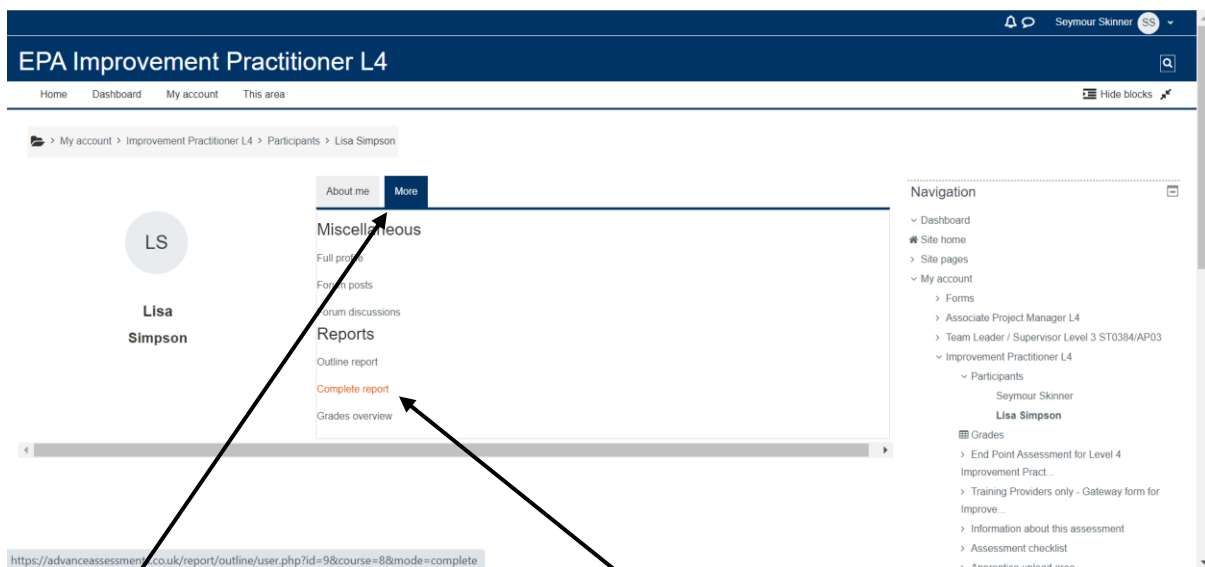 Seymour Skinner SS
EPA Improvement Practitioner L4
Home Dashboard My account This area Hide blocks
> My account > Improvement Practitioner L4 > Participants > Lisa Simpson
LS
Lisa
Simpson
About me More
Miscellaneous
Full profile
Forum posts
Forum discussions
Reports
Outline report
Complete report
Grades overview
Navigation
Dashboard
Site home
Site pages
My account
Forms
Associate Project Manager L4
Team Leader / Supervisor Level 3 ST0384/AP03
Improvement Practitioner L4
Participants
Seymour Skinner
Lisa Simpson
Grades
End Point Assessment for Level 4
Improvement Pract...
Training Providers only - Gateway form for
Improve...
Information about this assessment
Assessment checklist
Apprentice upload area
https://advanceassessments.co.uk/report/outline/user.php?id=9&course=8&mode=complete